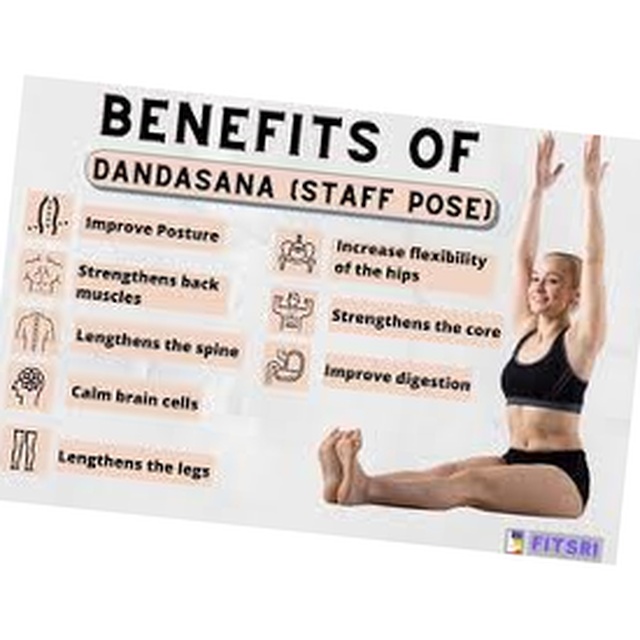 BENEFITS OF
DANDASANA (STAFF POSE)
Improve Posture
Strengthens back
muscles
Lengthens the spine
Calm brain cells
Lengthens the legs
Increase flexibility
of the hips
Strengthens the core
Improve digestion
FITSRI